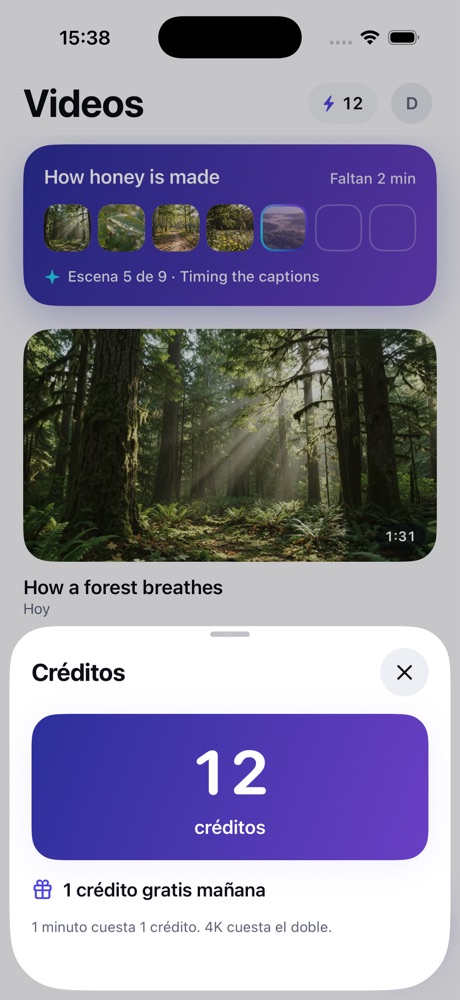 15:38
Videos
12
D
How honey is made
Faltan 2 min
Escena 5 de 9 · Timing the captions
1:31
How a forest breathes
Hoy
Créditos
12
créditos
1 crédito gratis mañana
1 minuto cuesta 1 crédito. 4K cuesta el doble.